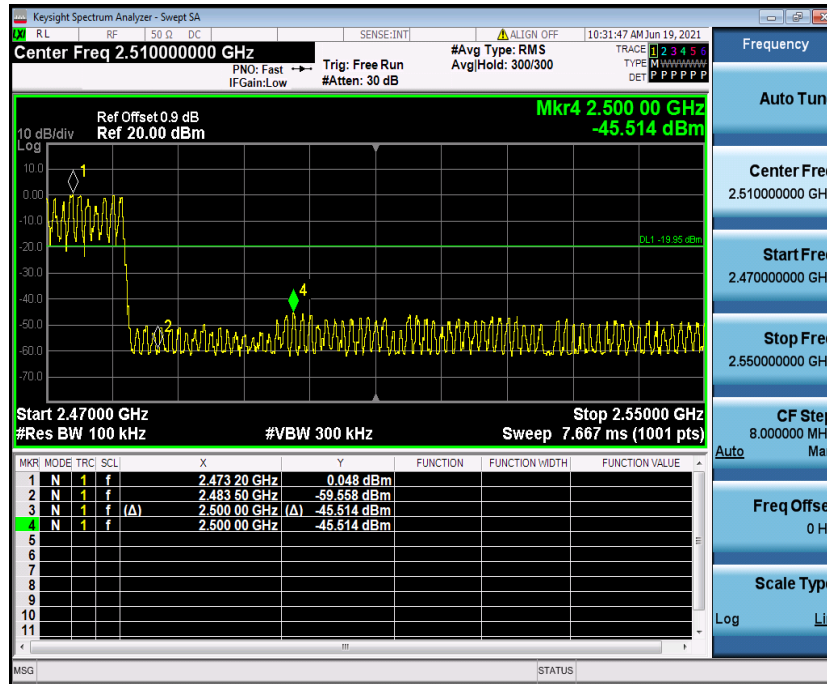 Keysight Spectrum Analyzer - Swept SA
LXI RL RF 50 Ω DC SENSE:INT ALIGN OFF 10:31:47 AM Jun 19, 2021
Center Freq 2.510000000 GHz
PNO: Fast
IFGain:Low
Trig: Free Run
#Atten: 30 dB
#Avg Type: RMS
Avg|Hold: 300/300
TRACE 1 2 3 4 5 6
TYPE M W W W W W
DET P P P P P P
Mkr4 2.500 00 GHz
-45.514 dBm
Ref Offset 0.9 dB
10 dB/div Ref 20.00 dBm
Log
10.0
0.00
-10.0
-20.0
-30.0
-40.0
-50.0
-60.0
-70.0
1
2
4
DL1 -19.95 dBm
Start 2.47000 GHz Stop 2.55000 GHz
#Res BW 100 kHz #VBW 300 kHz Sweep 7.667 ms (1001 pts)
MKR MODE TRC SCL X Y FUNCTION FUNCTION WIDTH FUNCTION VALUE
1 N 1 f 2.473 20 GHz 0.048 dBm
2 N 1 f 2.483 50 GHz -59.558 dBm
3 N 1 f (Δ) 2.500 00 GHz (Δ) -45.514 dBm
4 N 1 f 2.500 00 GHz -45.514 dBm
5
6
7
8
9
10
11
MSG STATUS
Frequency
Auto Tun
Center Fre
2.510000000 GH
Start Fre
2.470000000 GH
Stop Fre
2.550000000 GH
CF Step
8.000000 MH
Auto Ma
Freq Offse
0 H
Scale Type
Log Li